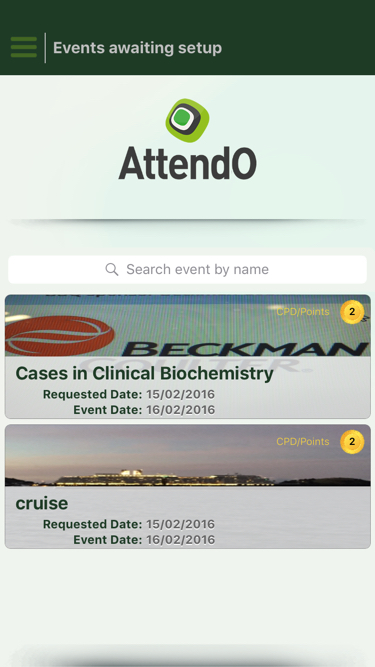 Events awaiting setup
AttendO
Search event by name
CPD/Points 2
BECKMAN
COULTER
Cases in Clinical Biochemistry
Requested Date: 15/02/2016
Event Date: 16/02/2016
CPD/Points 2
cruise
Requested Date: 15/02/2016
Event Date: 16/02/2016